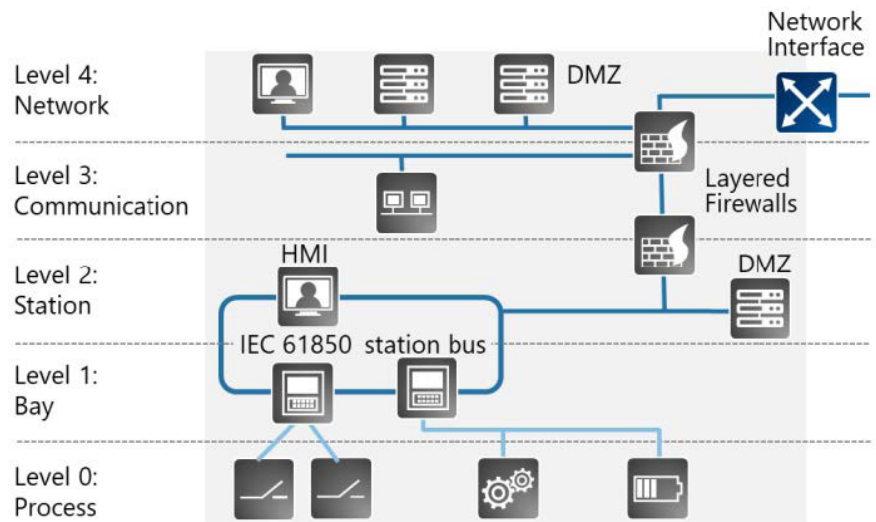 Network
Interface
Level 4:
Network
DMZ
Level 3:
Communication
Layered
Firewalls
Level 2:
Station
HMI
DMZ
IEC 61850 station bus
Level 1:
Bay
Level 0:
Process